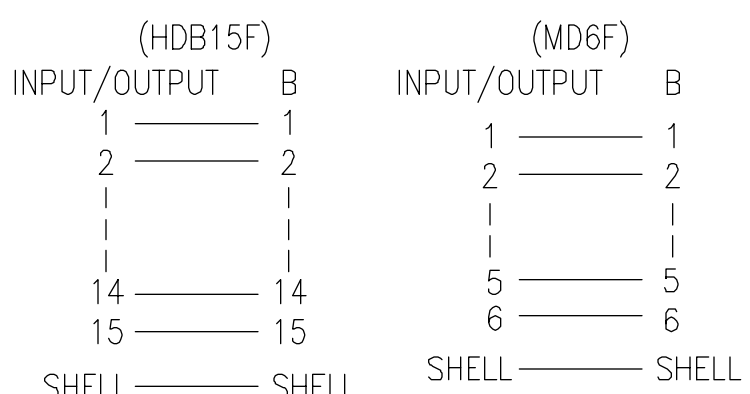 (HDB15F)
INPUT/OUTPUT B
1 1
2 2
14 14
15 15
SHELL SHELL
(MD6F)
INPUT/OUTPUT B
1 1
2 2
5 5
6 6
SHELL SHELL